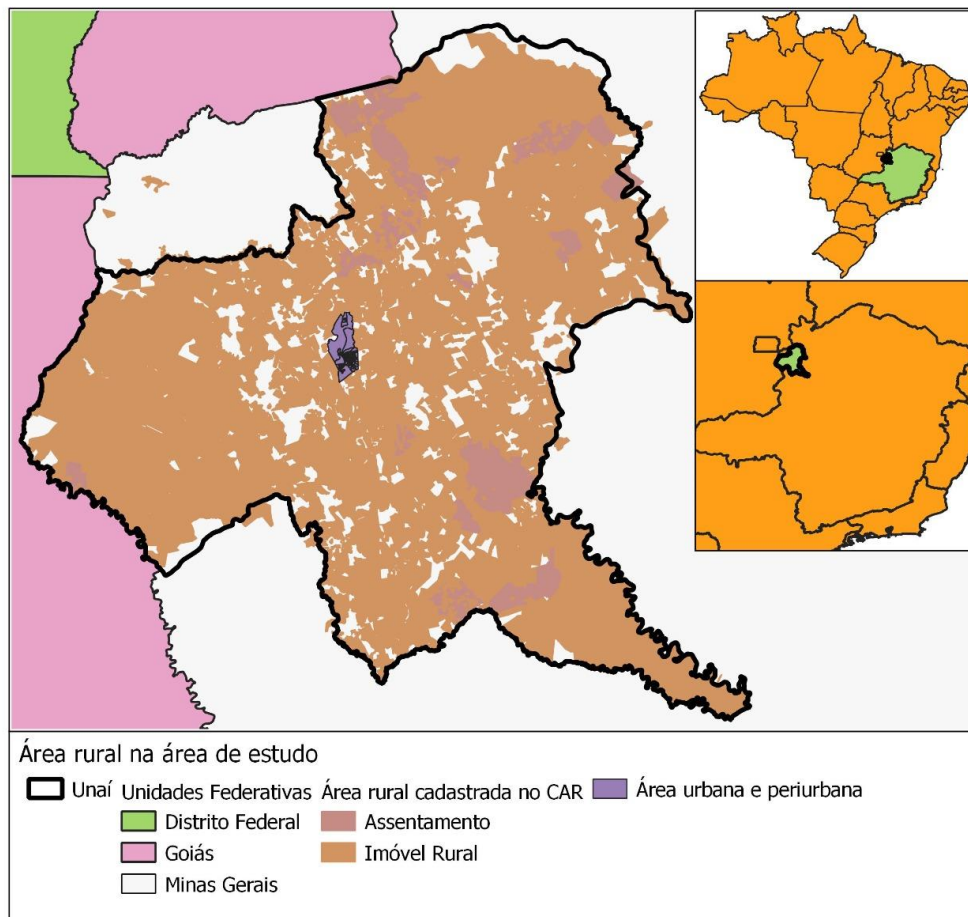 Área rural na área de estudo
Unaí Unidades Federativas Área rural cadastrada no CAR Área urbana e periurbana
Distrito Federal Assentamento
Goiás Imóvel Rural
Minas Gerais